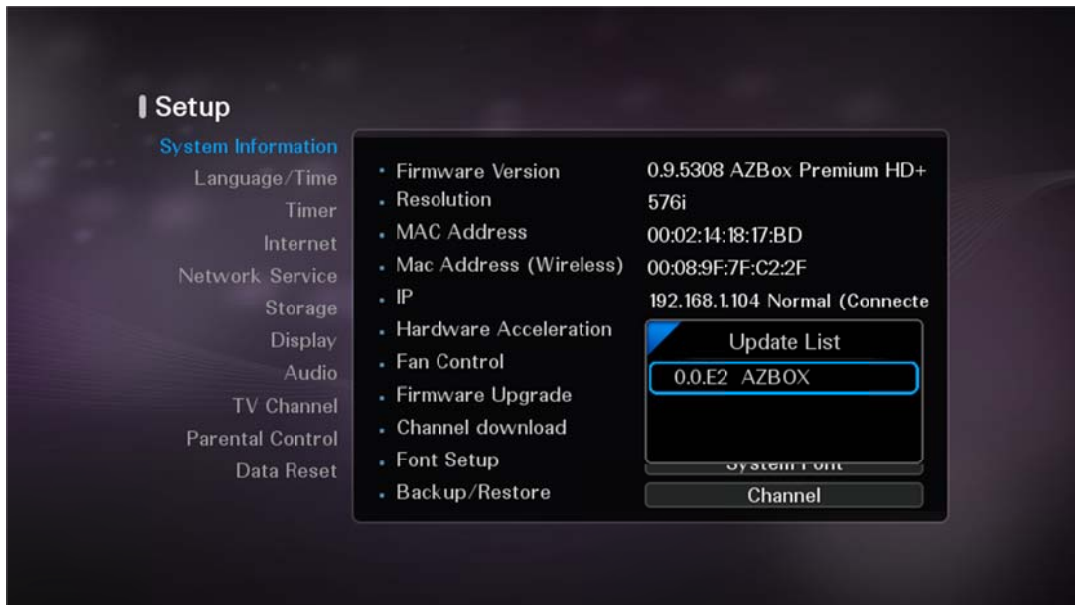 Setup
System Information
Language/Time
Timer
Internet
Network Service
Storage
Display
Audio
TV Channel
Parental Control
Data Reset
Firmware Version 0.9.5308 AZBox Premium HD+
Resolution 576i
MAC Address 00:02:14:18:17:BD
Mac Address (Wireless) 00:08:9F:7F:C2:2F
IP 192.168.1.104 Normal (Connecte
Hardware Acceleration
Fan Control
Firmware Upgrade
Channel download
Font Setup System Font
Backup/Restore Channel
Update List
0.0.E2 AZBOX